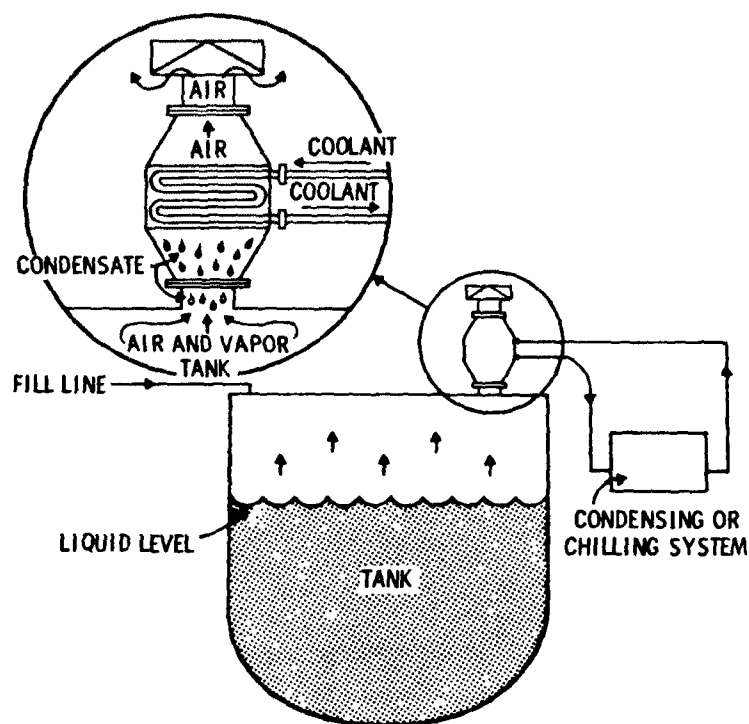 AIR
AIR
COOLANT
COOLANT
CONDENSATE
AIR AND VAPOR
TANK
FILL LINE
LIQUID LEVEL
TANK
CONDENSING OR
CHILLING SYSTEM